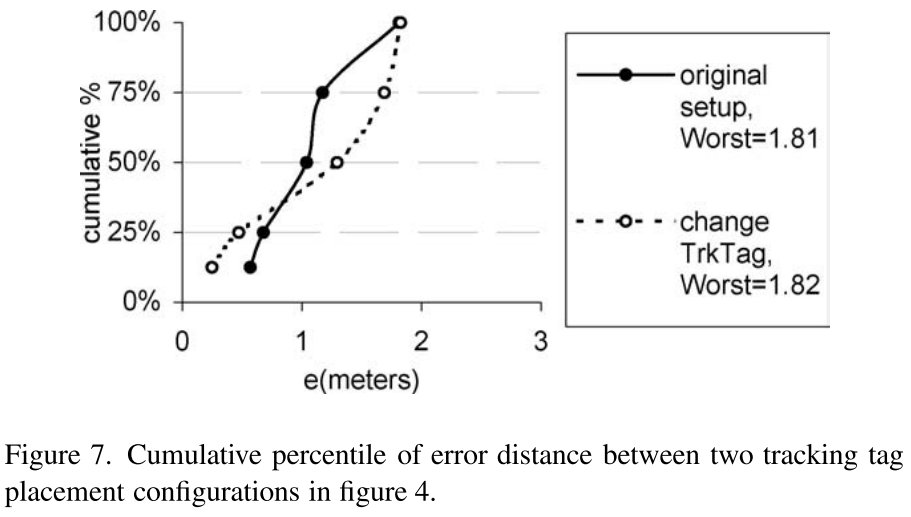 100%
75%
50%
25%
0%
cumulative %
0 1 2 3
e(meters)
original
setup,
Worst=1.81
change
TrkTag,
Worst=1.82
Figure 7. Cumulative percentile of error distance between two tracking tag
placement configurations in figure 4.